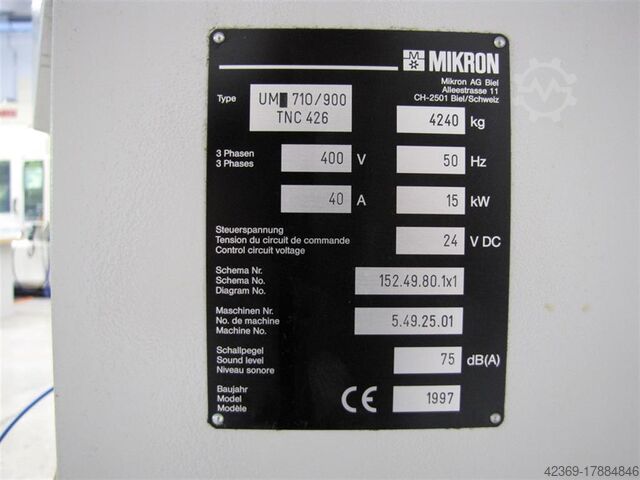 MIKRON
Mikron AG Biel
Alleestrasse 11
CH-2501 Biel/Schweiz
Type
UM 710/900
TNC 426
4240 kg
3 Phasen
3 Phases
400 V
50 Hz
40 A
15 kW
Steuerspannung
Tension du circuit de commande
Control circuit voltage
24 V DC
Schema Nr.
Schema No.
Diagram No.
152.49.80.1x1
Maschinen Nr.
No. de machine
Machine No.
5.49.25.01
Schallpegel
Sound level
Niveau sonore
75 dB(A)
Baujahr
Model
Modèle
CE
1997
42369-17884846